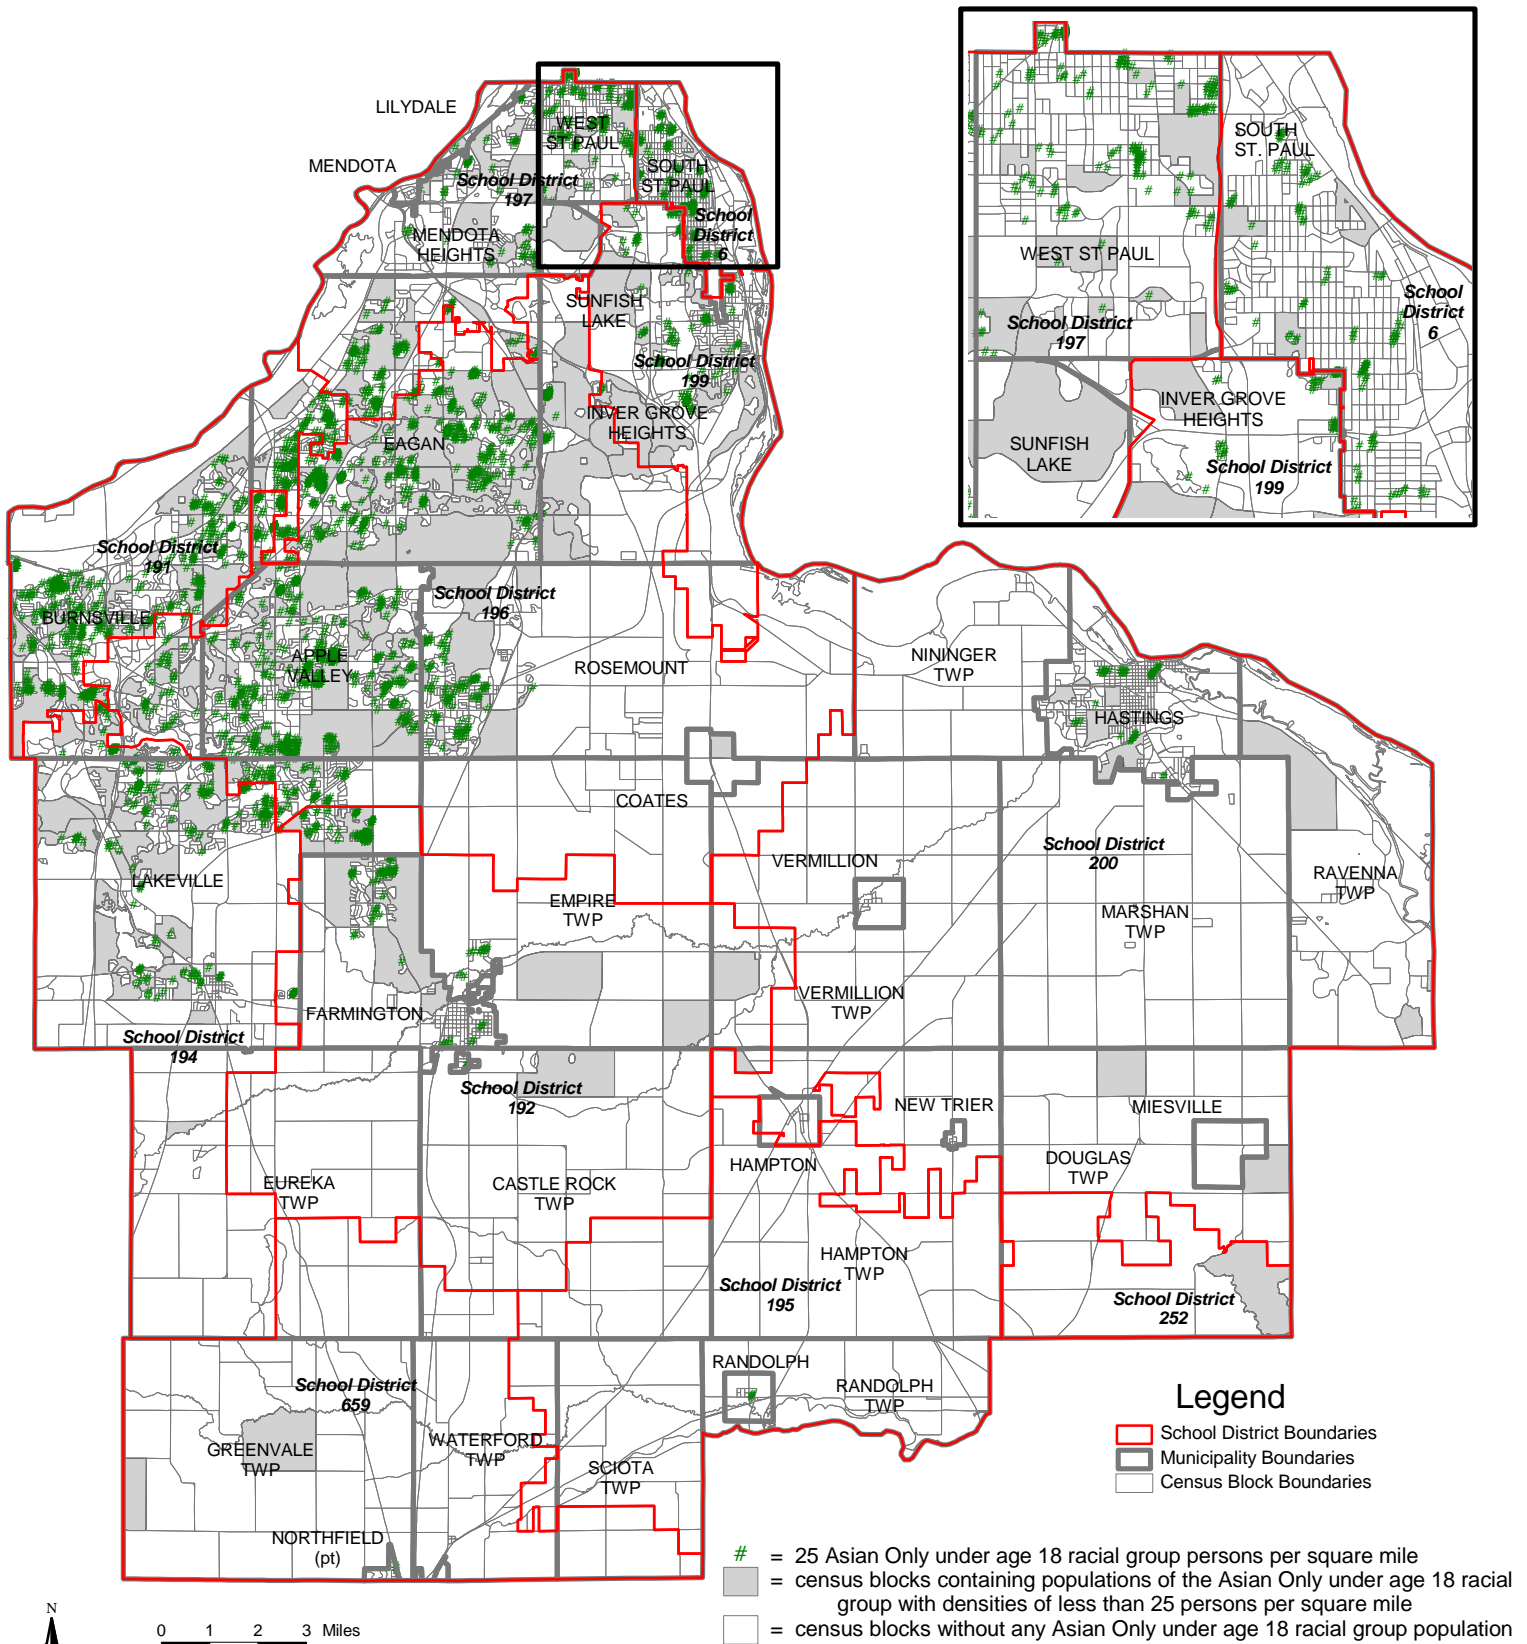 LILYDALE
MENDOTA
WEST
ST PAUL
SOUTH
ST PAUL
School District
197
School
District
6
MENDOTA
HEIGHTS
SUNFISH
LAKE
School District
199
INVER GROVE
HEIGHTS
EAGAN
SOUTH
ST. PAUL
WEST ST PAUL
School District
197
School
District
6
INVER GROVE
HEIGHTS
SUNFISH
LAKE
School District
199
School District
191
BURNSVILLE
School District
196
APPLE
VALLEY
ROSEMOUNT
NININGER
TWP
HASTINGS
COATES
VERMILLION
School District
200
LAKEVILLE
RAVENNA
TWP
EMPIRE
TWP
MARSHAN
TWP
VERMILLION
TWP
FARMINGTON
School District
194
School District
192
NEW TRIER
MIESVILLE
HAMPTON
DOUGLAS
TWP
EUREKA
TWP
CASTLE ROCK
TWP
HAMPTON
TWP
School District
195
School District
252
RANDOLPH
RANDOLPH
TWP
School District
659
GREENVALE
TWP
WATERFORD
TWP
SCIOTA
TWP
NORTHFIELD
(pt)
Legend
School District Boundaries
Municipality Boundaries
Census Block Boundaries
# = 25 Asian Only under age 18 racial group persons per square mile
= census blocks containing populations of the Asian Only under age 18 racial
group with densities of less than 25 persons per square mile
= census blocks without any Asian Only under age 18 racial group population
N
0 1 2 3 Miles